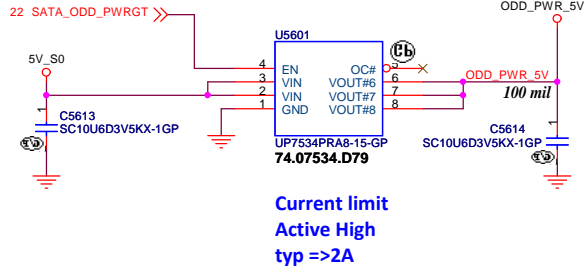 22 SATA_ODD_PWRGT
ODD_PWR_5V
5V_S0
U5601
4 EN OC# 5
3 VIN VOUT#6 6
2 VIN VOUT#7 7
1 GND VOUT#8 8
ODD_PWR_5V
100 mil
1
C5613
SC10U6D3V5KX-1GP
UP7534PRA8-15-GP
74.07534.D79
1
C5614
SC10U6D3V5KX-1GP
Current limit
Active High
typ =>2A